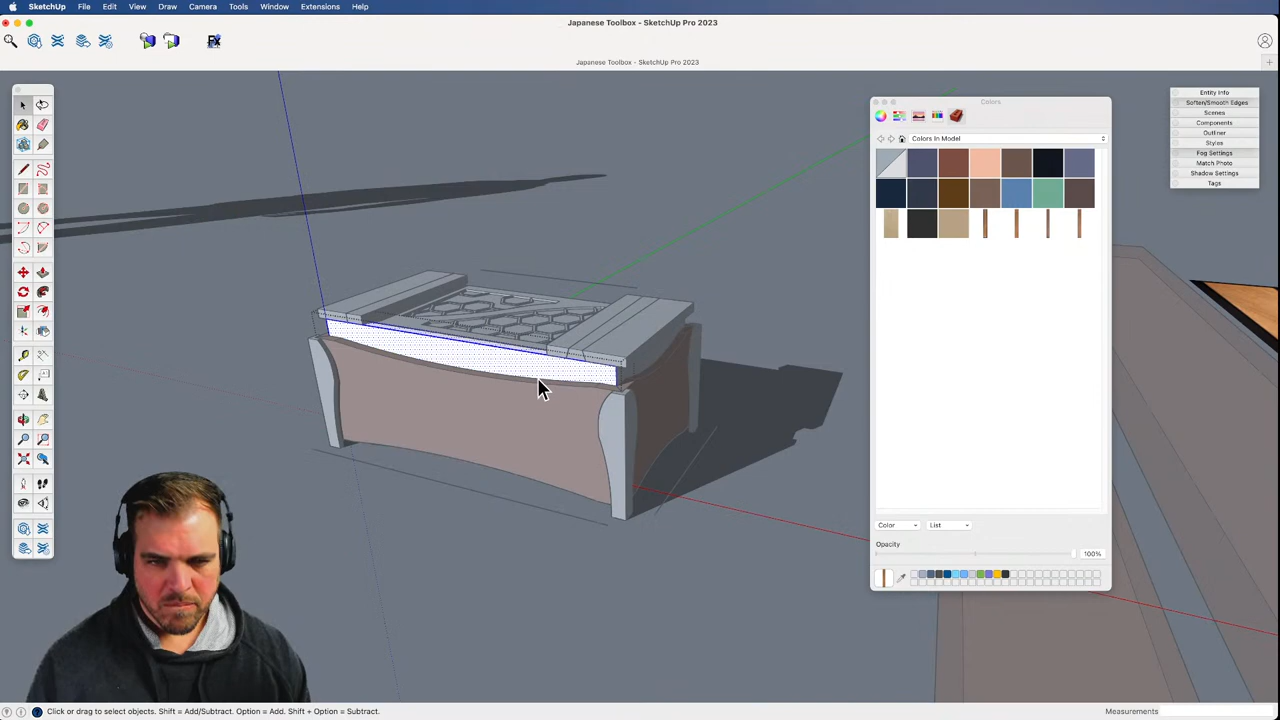 SketchUp File Edit View Draw Camera Tools Window Extensions Help
Japanese Toolbox - SketchUp Pro 2023
Japanese Toolbox - SketchUp Pro 2023
Colors
Colors In Model
Color
List
Opacity
100%
Entity Info
Soften/Smooth Edges
Scenes
Components
Outliner
Styles
Fog Settings
Match Photo
Shadow Settings
Tags
Click or drag to select objects. Shift = Add/Subtract. Option = Add. Shift + Option = Subtract.
Measurements